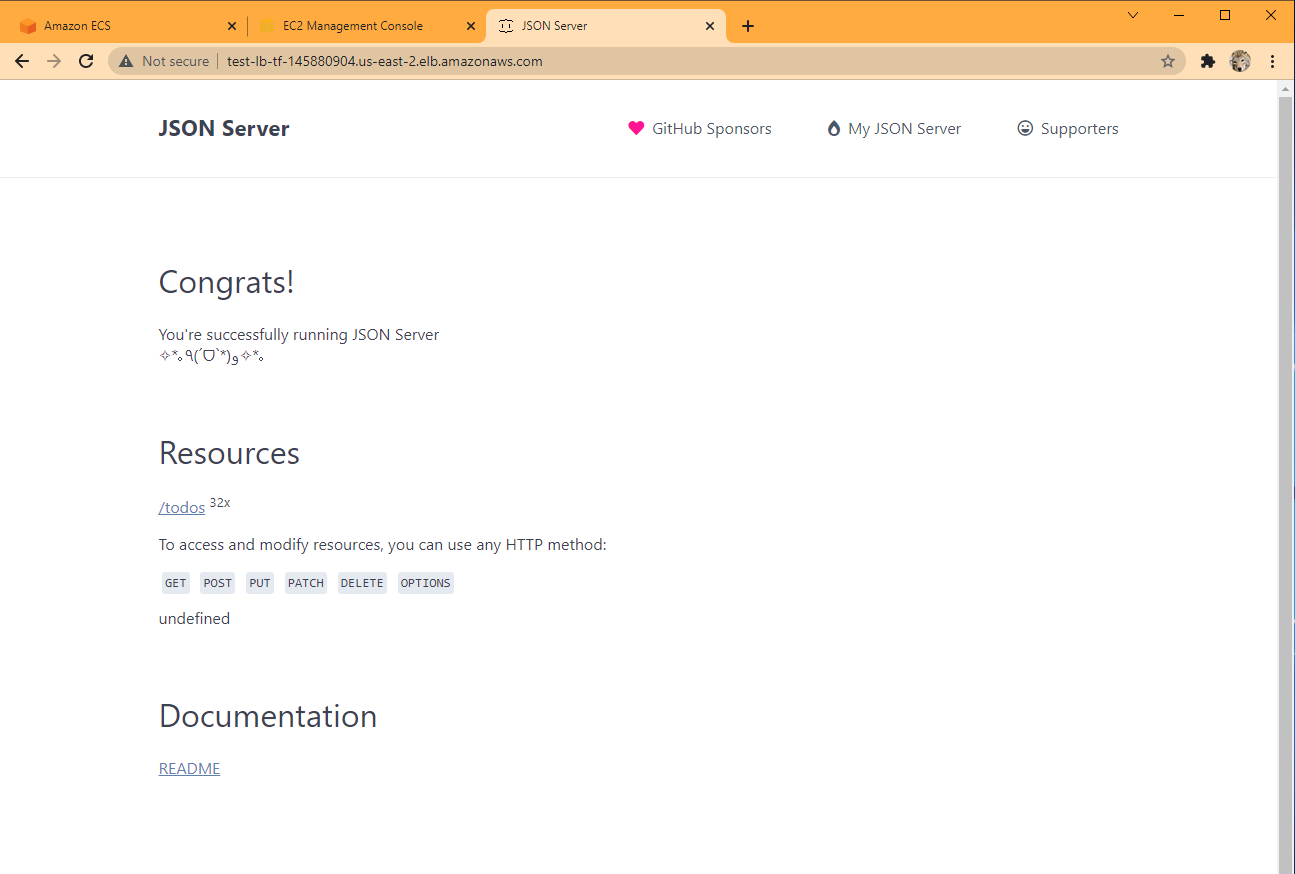 Amazon ECS
EC2 Management Console
JSON Server
Not secure
test-lb-tf-145880904.us-east-2.elb.amazonaws.com
JSON Server
GitHub Sponsors
My JSON Server
Supporters
Congrats!
You're successfully running JSON Server
✧*｡٩(ˊᗜˋ*)و✧*｡
Resources
/todos 32x
To access and modify resources, you can use any HTTP method:
GET POST PUT PATCH DELETE OPTIONS
undefined
Documentation
README